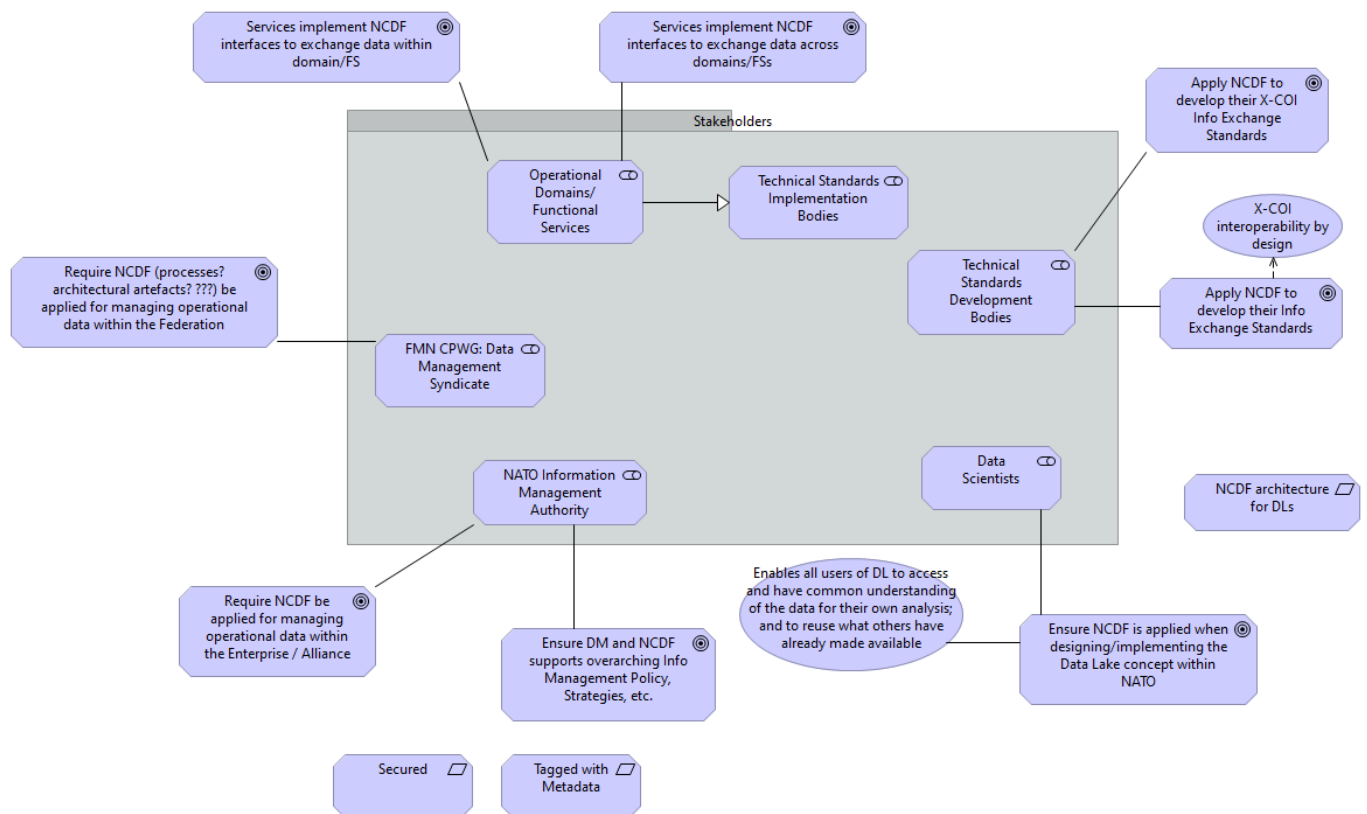 Services implement NCDF
interfaces to exchange data within
domain/FS
Services implement NCDF
interfaces to exchange data across
domains/FSs
Apply NCDF to
develop their X-COI
Info Exchange
Standards
Stakeholders
Operational
Domains/
Functional
Services
Technical Standards
Implementation
Bodies
X-COI
interoperability by
design
Technical
Standards
Development
Bodies
Require NCDF (processes?
architectural artefacts? ???) be
applied for managing operational
data within the Federation
Apply NCDF to
develop their Info
Exchange Standards
FMN CPWG: Data
Management
Syndicate
NATO Information
Management
Authority
Data
Scientists
NCDF architecture
for DLs
Enables all users of DL to access
and have common understanding
of the data for their own analysis;
and to reuse what others have
already made available
Require NCDF be
applied for managing
operational data within
the Enterprise / Alliance
Ensure DM and NCDF
supports overarching Info
Management Policy,
Strategies, etc.
Ensure NCDF is applied when
designing/implementing the
Data Lake concept within
NATO
Secured
Tagged with
Metadata